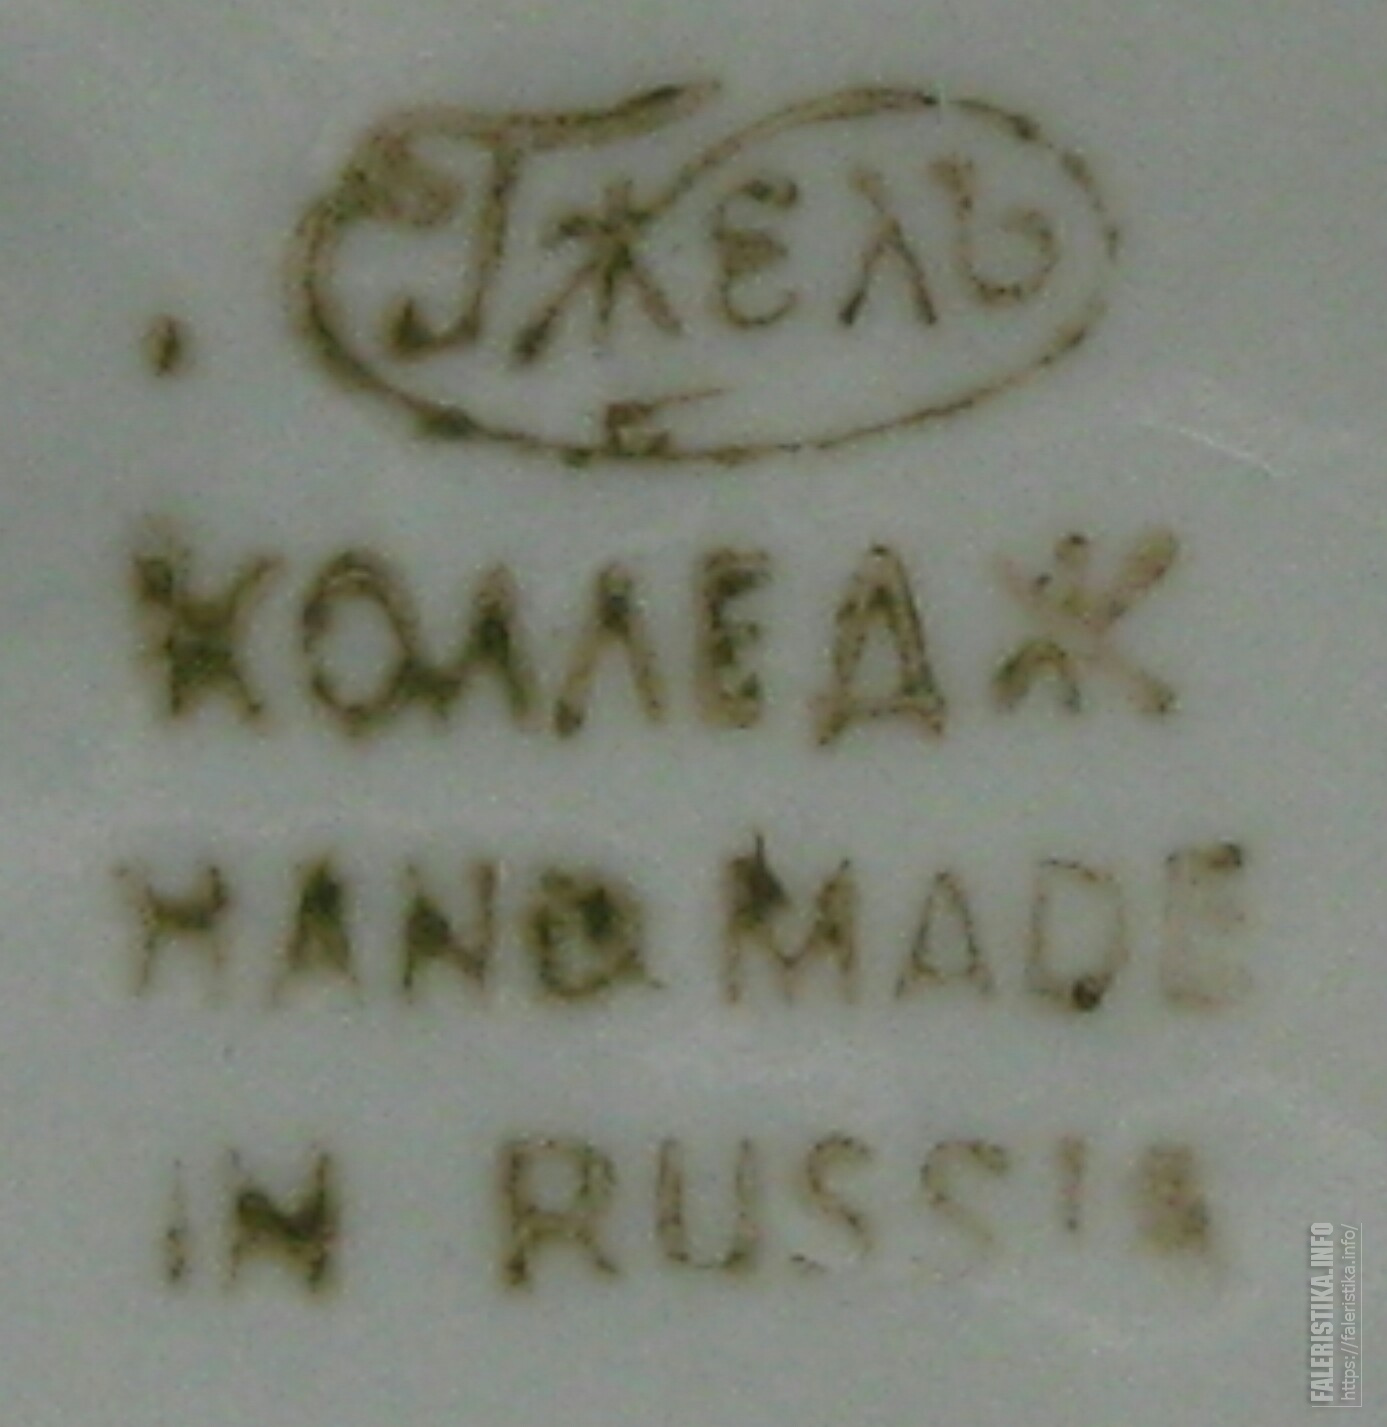 Гжель
КОЛЛЕДЖ
HAND MADE
IN RUSSIA
FALERISTIKA.INFO
https://faleristika.info/